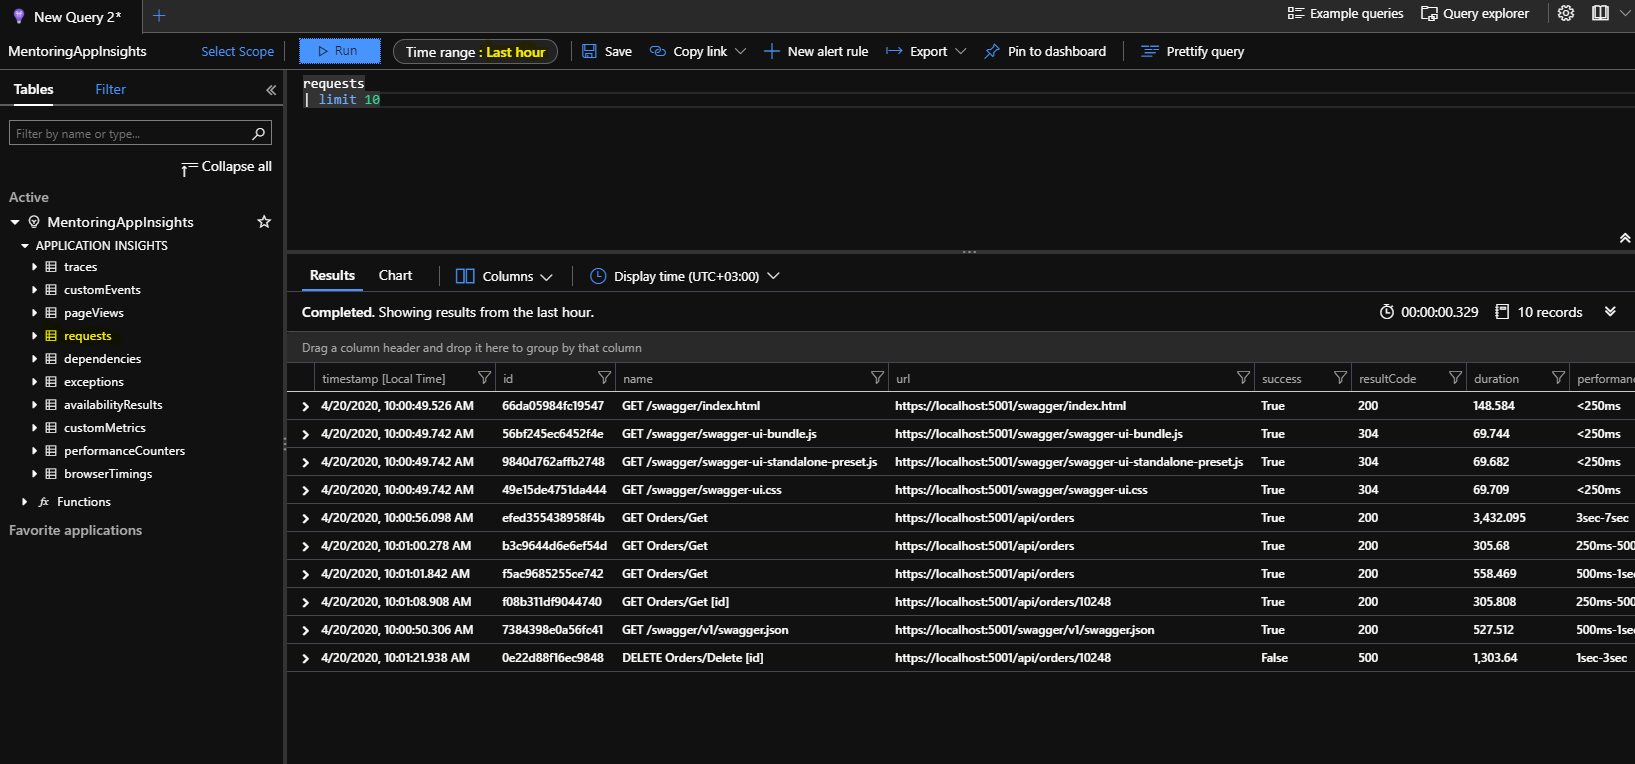 New Query 2*
Example queries
Query explorer
MentoringAppInsights
Select Scope
Run
Time range : Last hour
Save
Copy link
New alert rule
Export
Pin to dashboard
Prettify query
Tables
Filter
Filter by name or type...
Collapse all
Active
MentoringAppInsights
APPLICATION INSIGHTS
traces
customEvents
pageViews
requests
dependencies
exceptions
availabilityResults
customMetrics
performanceCounters
browserTimings
fx Functions
Favorite applications
requests
| limit 10
Results
Chart
Columns
Display time (UTC+03:00)
Completed. Showing results from the last hour.
00:00:00.329
10 records
Drag a column header and drop it here to group by that column
timestamp [Local Time] id name url success resultCode duration performanc
4/20/2020, 10:00:49.526 AM 66da05984fc19547 GET /swagger/index.html https://localhost:5001/swagger/index.html True 200 148.584 <250ms
4/20/2020, 10:00:49.742 AM 56bf245ec6452f4e GET /swagger/swagger-ui-bundle.js https://localhost:5001/swagger/swagger-ui-bundle.js True 304 69.744 <250ms
4/20/2020, 10:00:49.742 AM 9840d762affb2748 GET /swagger/swagger-ui-standalone-preset.js https://localhost:5001/swagger/swagger-ui-standalone-preset.js True 304 69.682 <250ms
4/20/2020, 10:00:49.742 AM 49e15de4751da444 GET /swagger/swagger-ui.css https://localhost:5001/swagger/swagger-ui.css True 304 69.709 <250ms
4/20/2020, 10:00:56.098 AM efed355438958f4b GET Orders/Get https://localhost:5001/api/orders True 200 3,432.095 3sec-7sec
4/20/2020, 10:01:00.278 AM b3c9644d6e6ef54d GET Orders/Get https://localhost:5001/api/orders True 200 305.68 250ms-500
4/20/2020, 10:01:01.842 AM f5ac9685255ce742 GET Orders/Get https://localhost:5001/api/orders True 200 558.469 500ms-1sec
4/20/2020, 10:01:08.908 AM f08b311df9044740 GET Orders/Get [id] https://localhost:5001/api/orders/10248 True 200 305.808 250ms-500
4/20/2020, 10:00:50.306 AM 7384398e0a56fc41 GET /swagger/v1/swagger.json https://localhost:5001/swagger/v1/swagger.json True 200 527.512 500ms-1sec
4/20/2020, 10:01:21.938 AM 0e22d88f16ec9848 DELETE Orders/Delete [id] https://localhost:5001/api/orders/10248 False 500 1,303.64 1sec-3sec